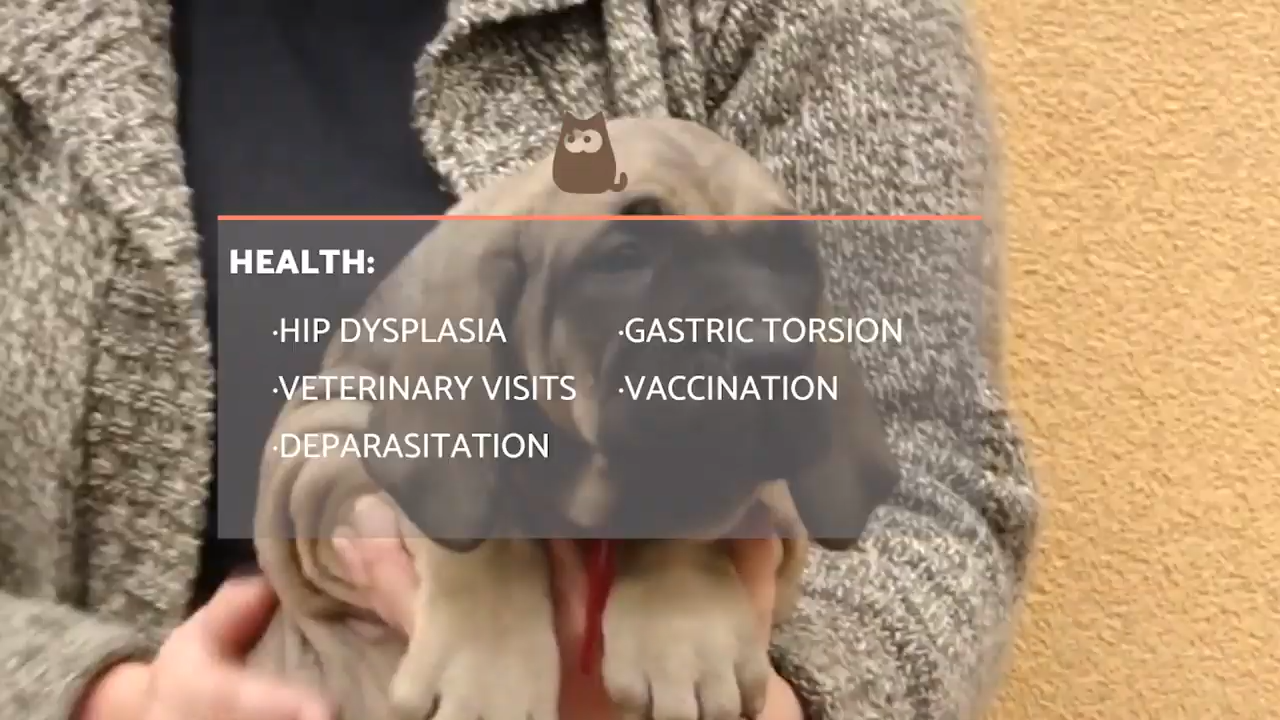 HEALTH:
·HIP DYSPLASIA
·VETERINARY VISITS
·DEPARASITATION
·GASTRIC TORSION
·VACCINATION